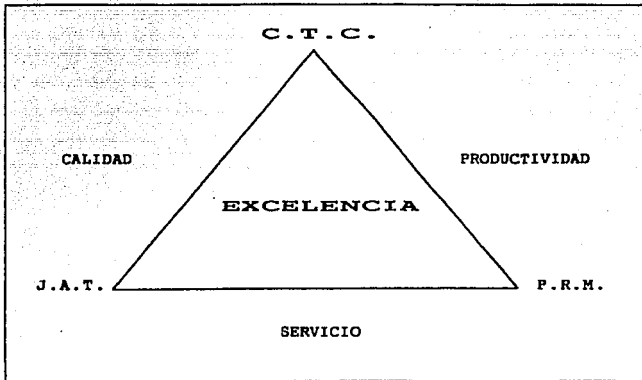 C.T.C.
CALIDAD
PRODUCTIVIDAD
EXCELENCIA
J.A.T.
P.R.M.
SERVICIO